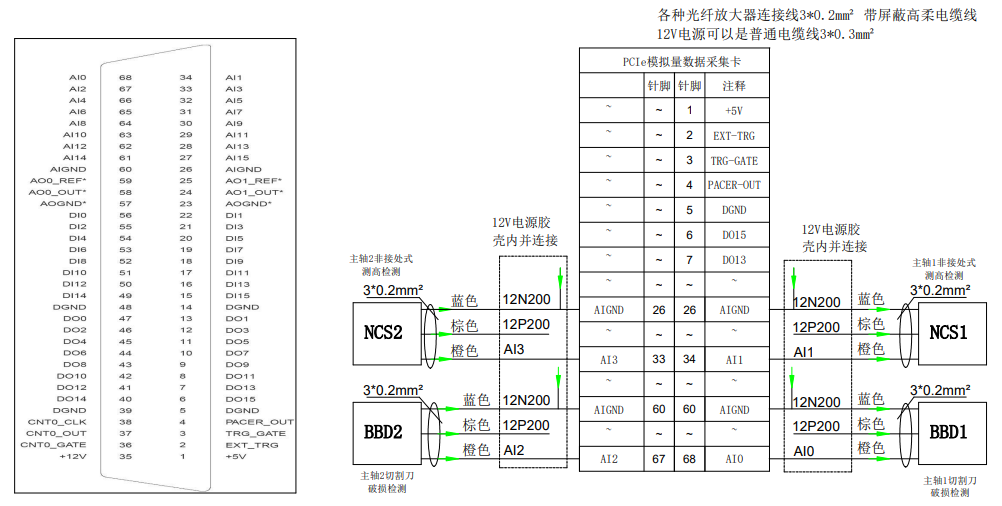 各种光纤放大器连接线3*0.2mm² 带屏蔽高柔电缆线
12V电源可以是普通电缆线3*0.3mm²
AI0 68 34 AI1
AI2 67 33 AI3
AI4 66 32 AI5
AI6 65 31 AI7
AI8 64 30 AI9
AI10 63 29 AI11
AI12 62 28 AI13
AI14 61 27 AI15
AIGND 60 26 AIGND
AO0_REF* 59 25 AO1_REF*
AO0_OUT* 58 24 AO1_OUT*
AOGND* 57 23 AOGND*
DI0 56 22 DI1
DI2 55 21 DI3
DI4 54 20 DI5
DI6 53 19 DI7
DI8 52 18 DI9
DI10 51 17 DI11
DI12 50 16 DI13
DI14 49 15 DI15
DGND 48 14 DGND
DO0 47 13 DO1
DO2 46 12 DO3
DO4 45 11 DO5
DO6 44 10 DO7
DO8 43 9 DO9
DO10 42 8 DO11
DO12 41 7 DO13
DO14 40 6 DO15
DGND 39 5 DGND
CNT0_CLK 38 4 PACER_OUT
CNT0_OUT 37 3 TRG_GATE
CNT0_GATE 36 2 EXT_TRG
+12V 35 1 +5V
PCIe模拟量数据采集卡
针脚 针脚 注释
~ ~ 1 +5V
~ ~ 2 EXT-TRG
~ ~ 3 TRG-GATE
~ ~ 4 PACER-OUT
~ ~ 5 DGND
~ ~ 6 DO15
~ ~ 7 DO13
~ ~ ~ ~
AIGND 26 26 AIGND
~ ~ ~ ~
AI3 33 34 AI1
~ ~ ~ ~
AIGND 60 60 AIGND
~ ~ ~ ~
AI2 67 68 AI0
12V电源胶
壳内并连接
主轴2非接处式
测高检测
3*0.2mm²
NCS2
蓝色 12N200
棕色 12P200
橙色 AI3
3*0.2mm²
BBD2
蓝色 12N200
棕色 12P200
橙色 AI2
主轴2切割刀
破损检测
12V电源胶
壳内并连接
主轴1非接处式
测高检测
3*0.2mm²
12N200 蓝色
12P200 棕色
AI1 橙色
NCS1
3*0.2mm²
12N200 蓝色
12P200 棕色
AI0 橙色
BBD1
主轴1切割刀
破损检测